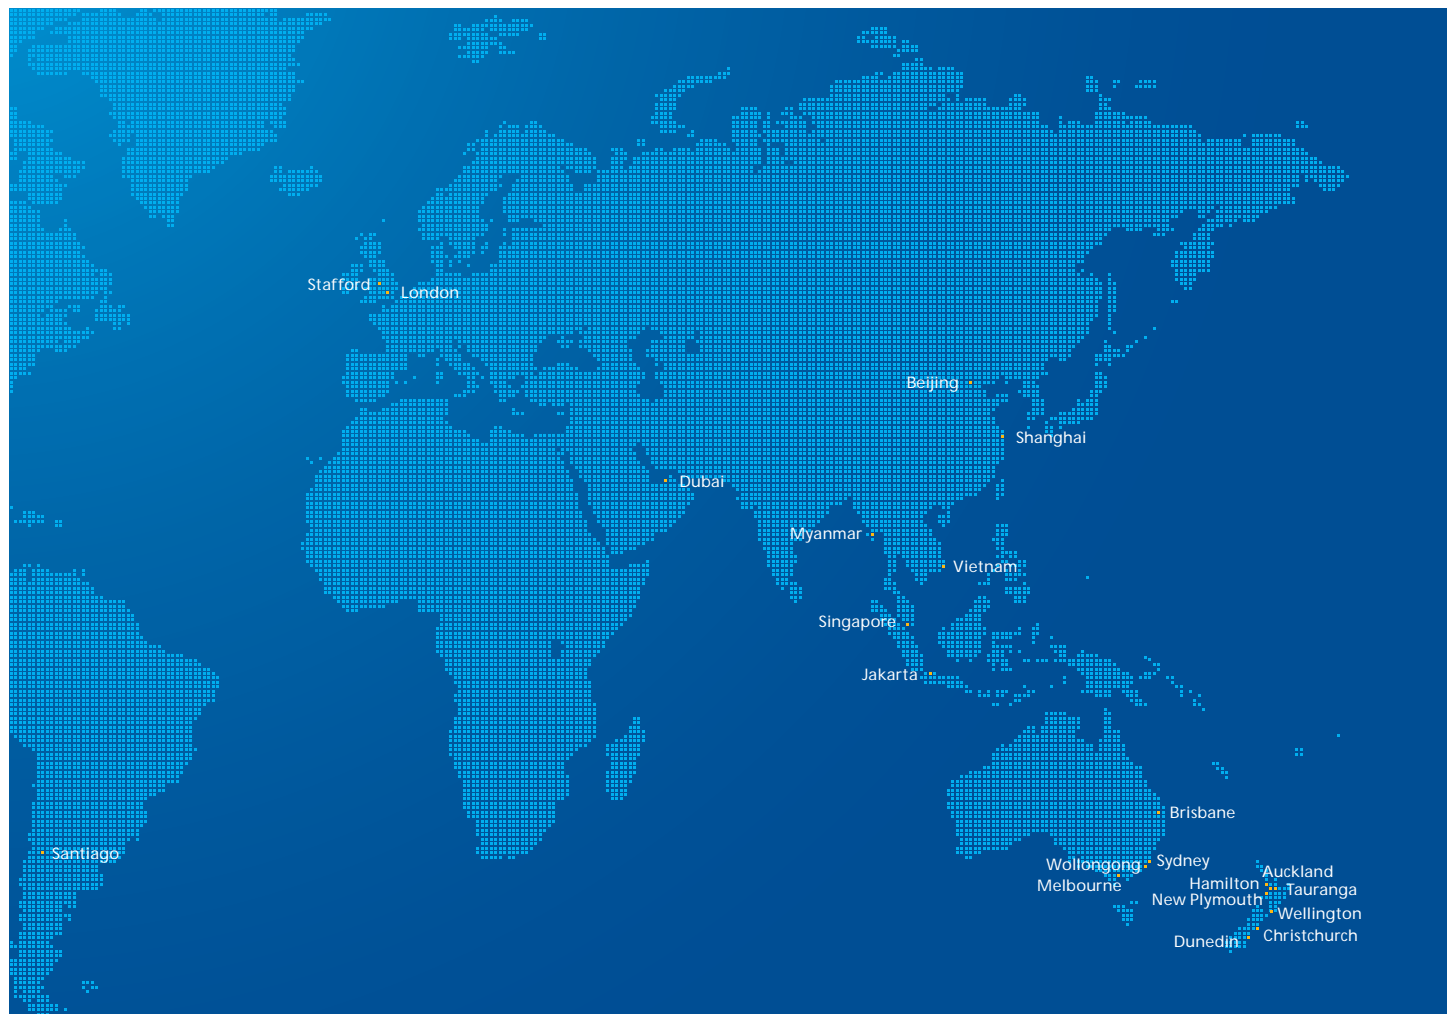 Stafford
London
Beijing
Shanghai
Dubai
Myanmar
Vietnam
Singapore
Jakarta
Brisbane
Santiago
Sydney
Wollongong
Auckland
Melbourne
Hamilton
Tauranga
New Plymouth
Wellington
Christchurch
Dunedin